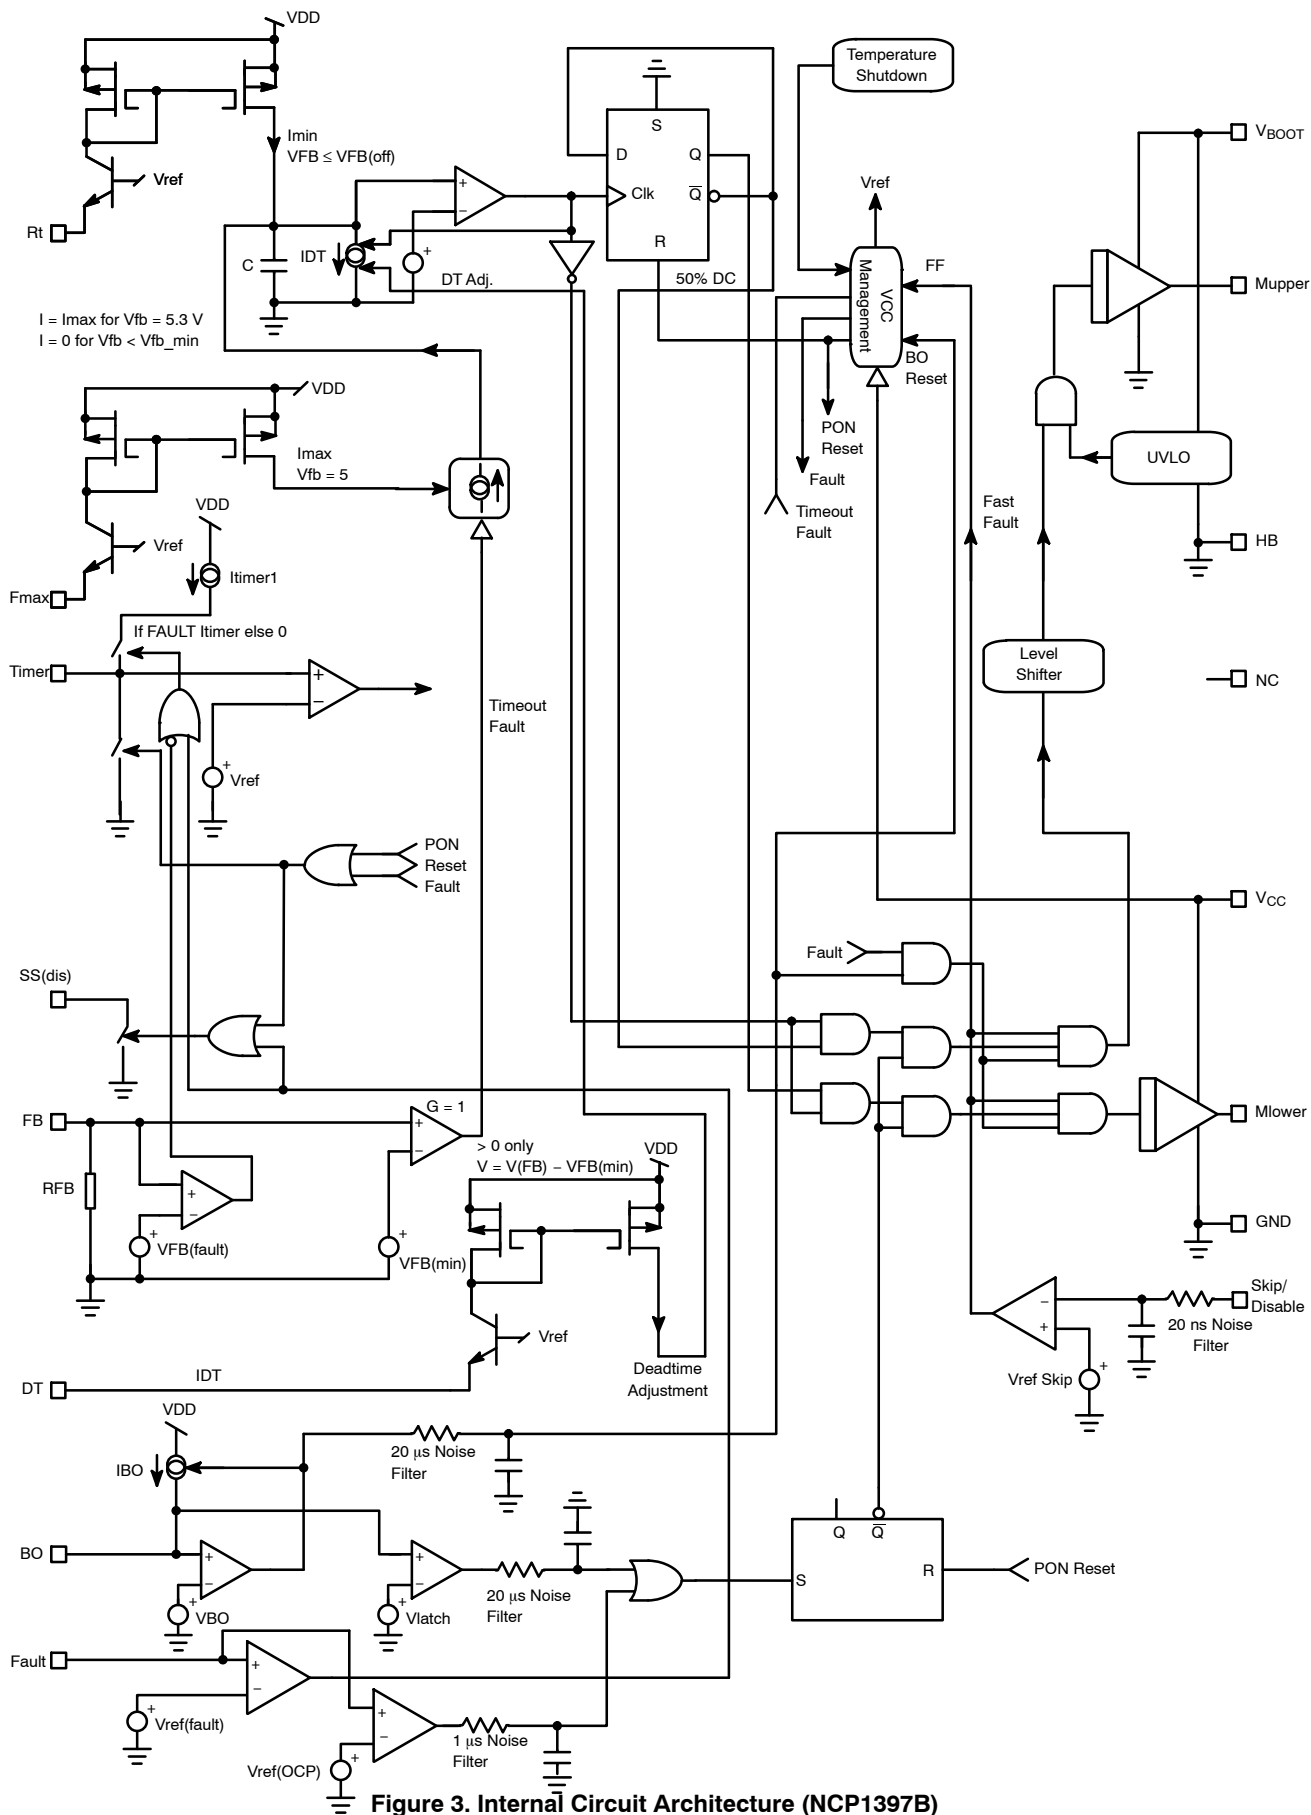 VDD
Temperature
Shutdown
S
D
Q
Clk
Q
R
50% DC
Imin
VFB ≤ VFB(off)
Vref
Rt
+
−
C
IDT
+
DT Adj.
Vref
FF
VCC
Management
BO
Reset
PON
Reset
Fault
Timeout
Fault
VBOOT
Mupper
UVLO
HB
Fast
Fault
I = Imax for Vfb = 5.3 V
I = 0 for Vfb < Vfb_min
VDD
Imax
Vfb = 5
VDD
Vref
Itimer1
Fmax
If FAULT Itimer else 0
Timer
+
−
+
Vref
Timeout
Fault
Level
Shifter
NC
PON
Reset
Fault
VCC
Fault
SS(dis)
FB
G = 1
+
−
> 0 only
V = V(FB) − VFB(min)
VDD
Mlower
RFB
+
−
+
VFB(fault)
+
VFB(min)
GND
Vref
Skip/
Disable
−
+
20 ns Noise
Filter
Vref Skip
+
DT
IDT
Deadtime
Adjustment
VDD
IBO
20 μs Noise
Filter
BO
+
−
+
VBO
+
−
+
Vlatch
20 μs Noise
Filter
Q
Q
S
R
PON Reset
Fault
+
−
+
Vref(fault)
+
−
1 μs Noise
Filter
Vref(OCP)
+
Figure 3. Internal Circuit Architecture (NCP1397B)